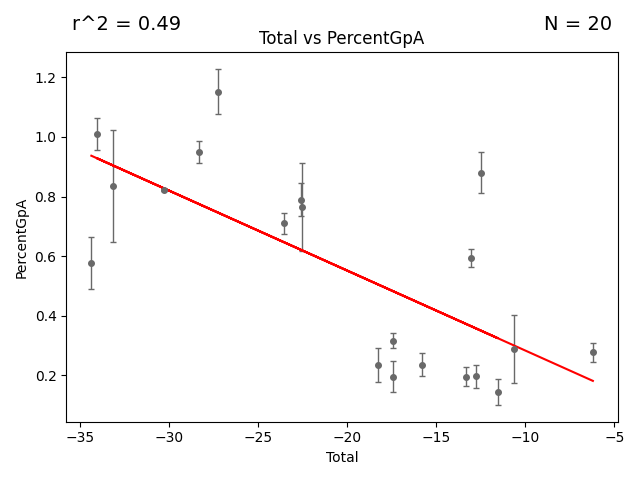 r^2 = 0.49
N = 20
Total vs PercentGpA
PercentGpA
1.2
1.0
0.8
0.6
0.4
0.2
−35
−30
−25
−20
−15
−10
−5
Total